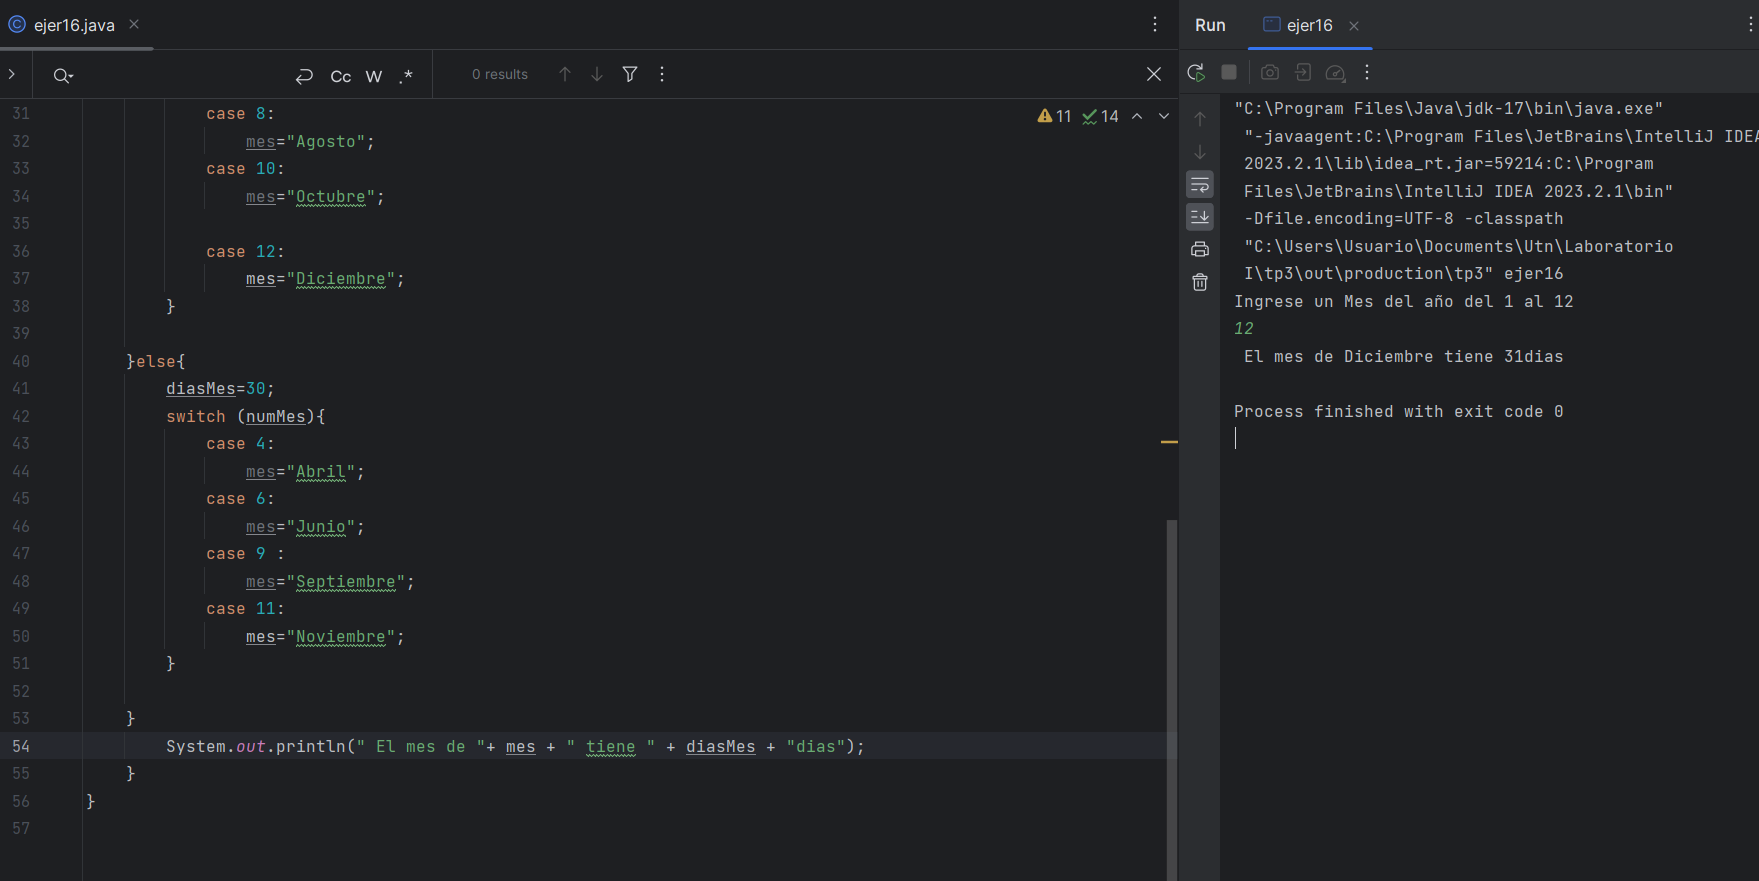 ejer16.java
Cc W .*
0 results
11 14
31 case 8:
32 mes="Agosto";
33 case 10:
34 mes="Octubre";
35
36 case 12:
37 mes="Diciembre";
38 }
39
40 }else{
41 diasMes=30;
42 switch (numMes){
43 case 4:
44 mes="Abril";
45 case 6:
46 mes="Junio";
47 case 9 :
48 mes="Septiembre";
49 case 11:
50 mes="Noviembre";
51 }
52
53 }
54 System.out.println(" El mes de "+ mes + " tiene " + diasMes + "dias");
55 }
56 }
57
Run ejer16
"C:\Program Files\Java\jdk-17\bin\java.exe"
"-javaagent:C:\Program Files\JetBrains\IntelliJ IDEA
2023.2.1\lib\idea_rt.jar=59214:C:\Program
Files\JetBrains\IntelliJ IDEA 2023.2.1\bin"
-Dfile.encoding=UTF-8 -classpath
"C:\Users\Usuario\Documents\Utn\Laboratorio
I\tp3\out\production\tp3" ejer16
Ingrese un Mes del año del 1 al 12
12
El mes de Diciembre tiene 31dias
Process finished with exit code 0